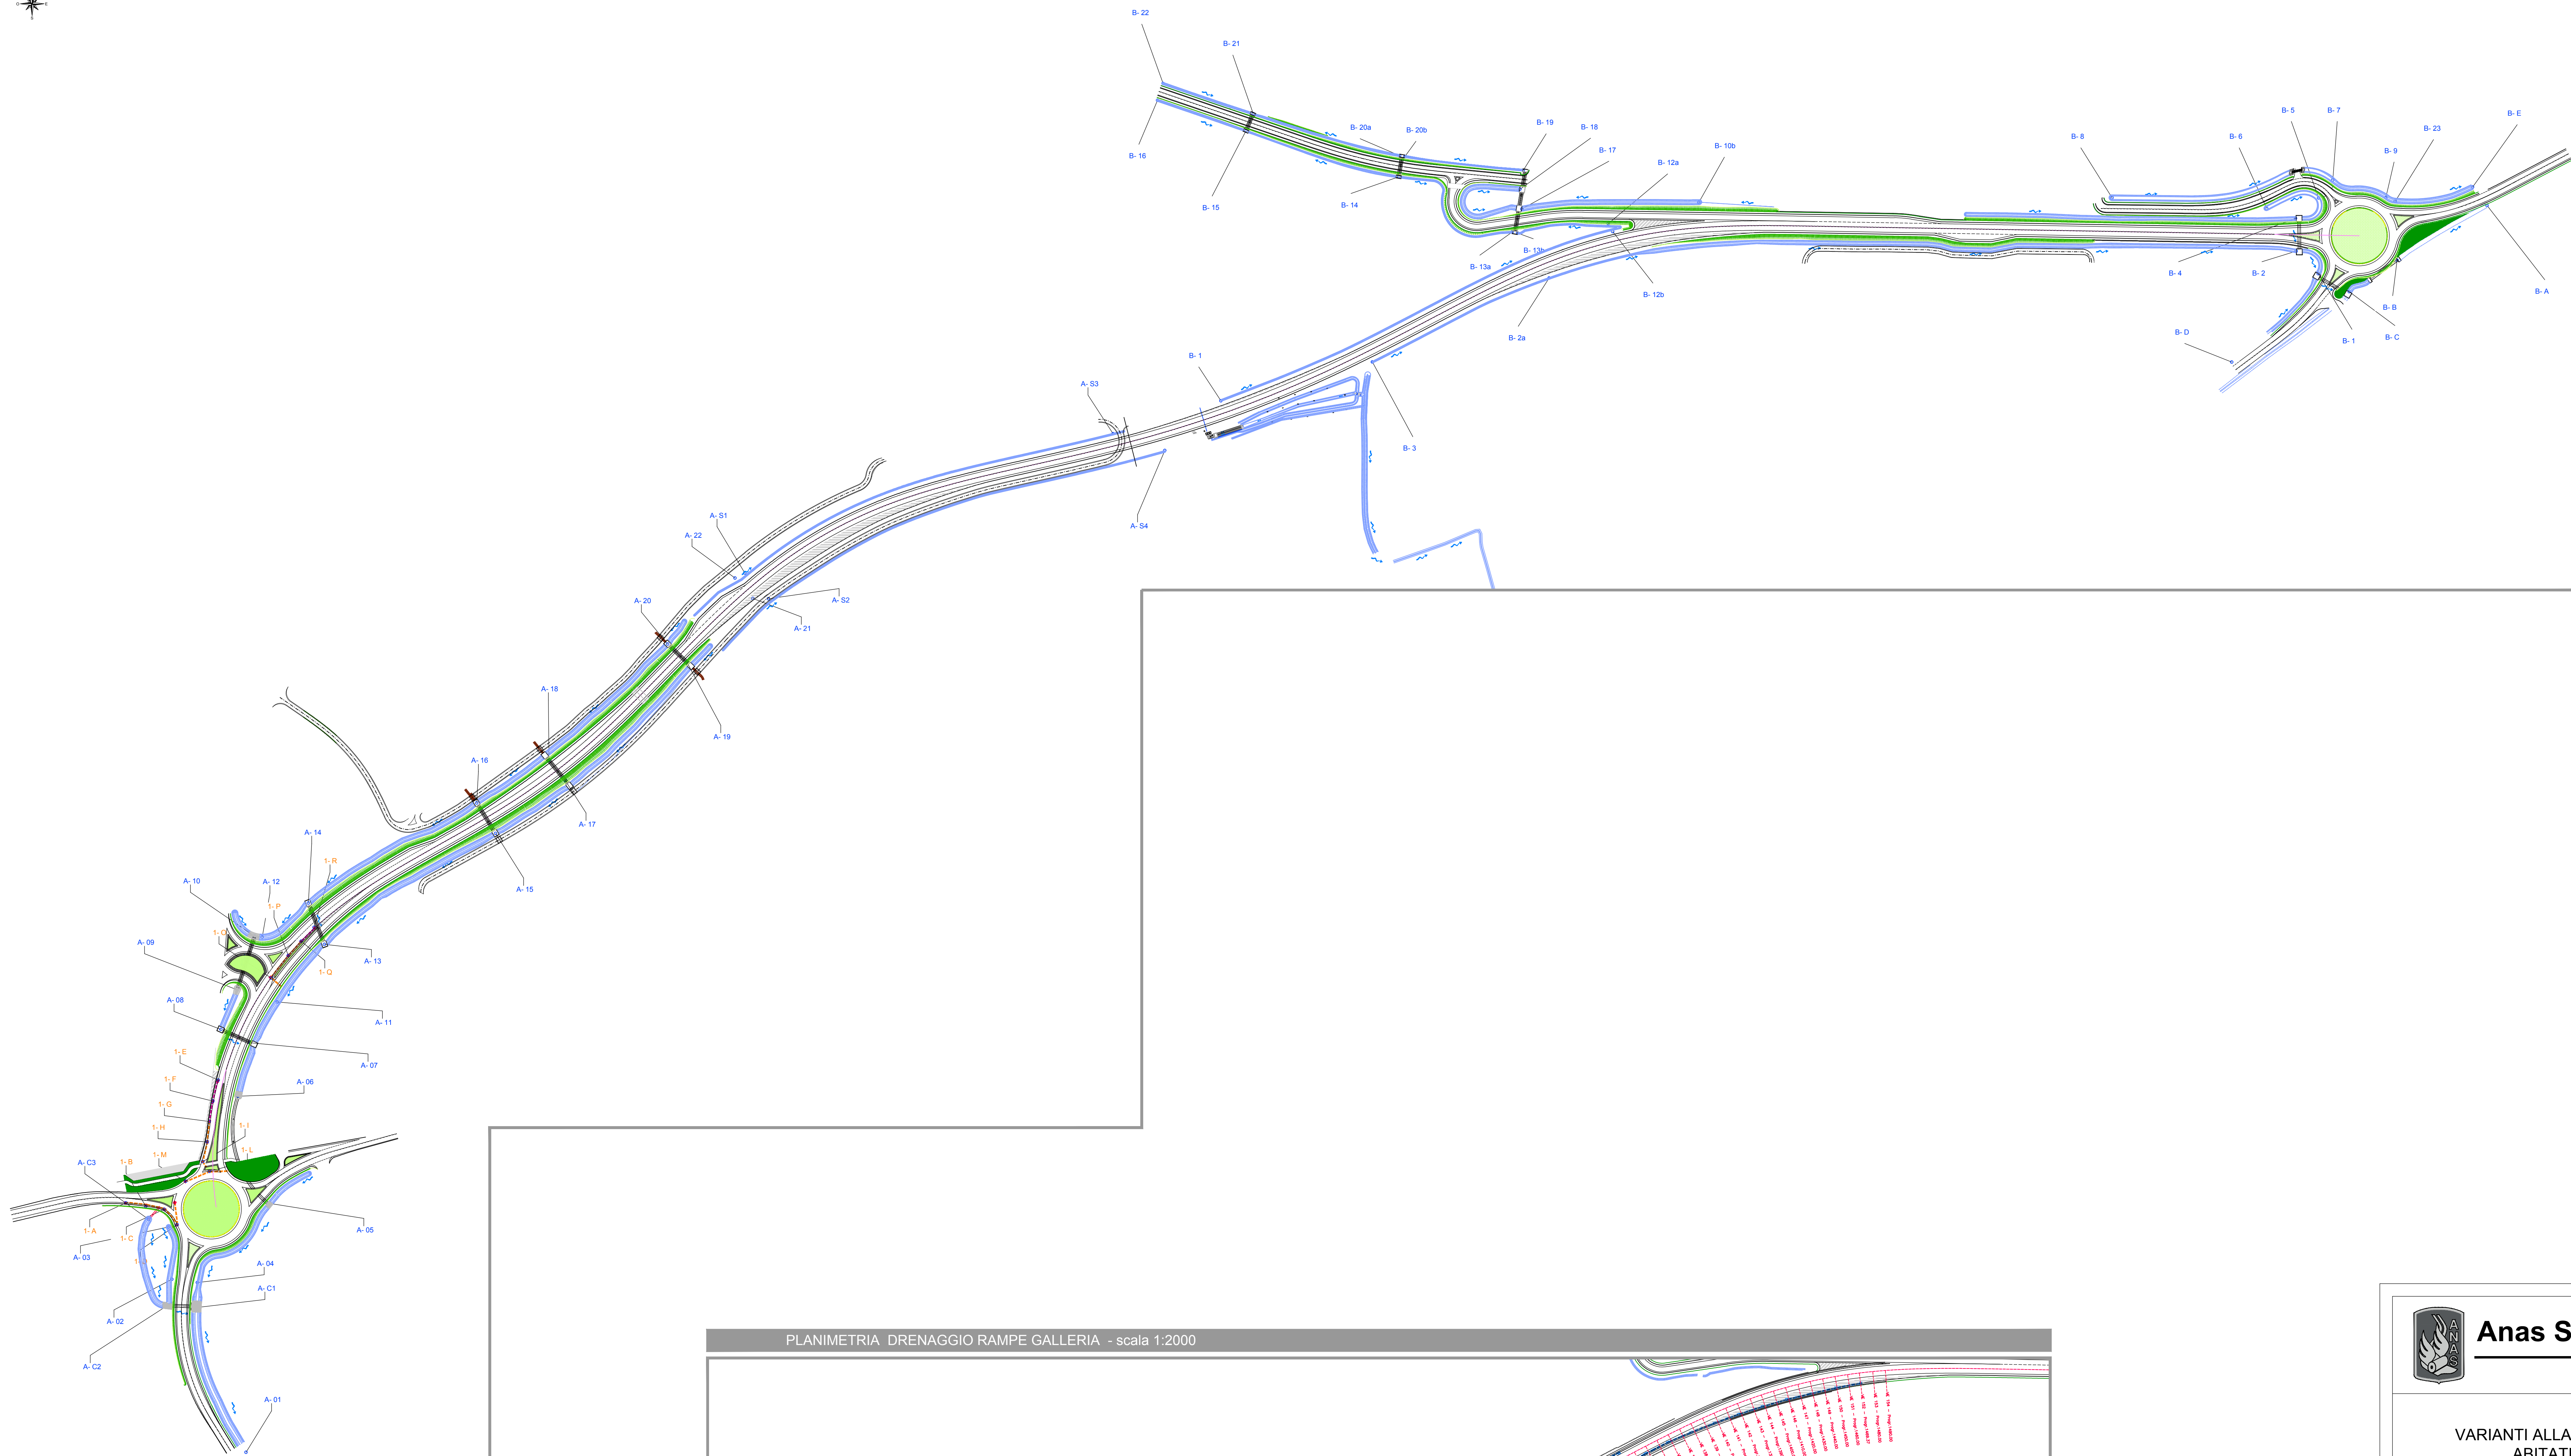 B- 22
B- 21
B- 20a
B- 20b
B- 19
B- 18
B- 17
B- 12a
B- 10b
B- 16
B- 15
B- 14
B- 13b
B- 13a
B- 12b
B- 2a
B- 8
B- 6
B- 5
B- 7
B- 9
B- 23
B- E
B- 4
B- 2
B- A
B- B
B- C
B- 1
B- D
B- 1
B- 3
A- S3
A- S4
A- S1
A- 22
A- S2
A- 21
A- 20
A- 19
A- 18
A- 17
A- 16
A- 15
A- 14
1- R
A- 10
A- 12
1- P
1- O
A- 09
A- 13
1- Q
A- 08
A- 11
1- E
A- 07
1- F
A- 06
1- G
1- H
1- I
1- L
1- M
1- B
A- C3
1- A
1- C
A- 05
A- 03
A- 04
A- C1
A- 02
A- C2
A- 01
PLANIMETRIA DRENAGGIO RAMPE GALLERIA - scala 1:2000
ANAS
Anas S
VARIANTI ALLA
ABITAT